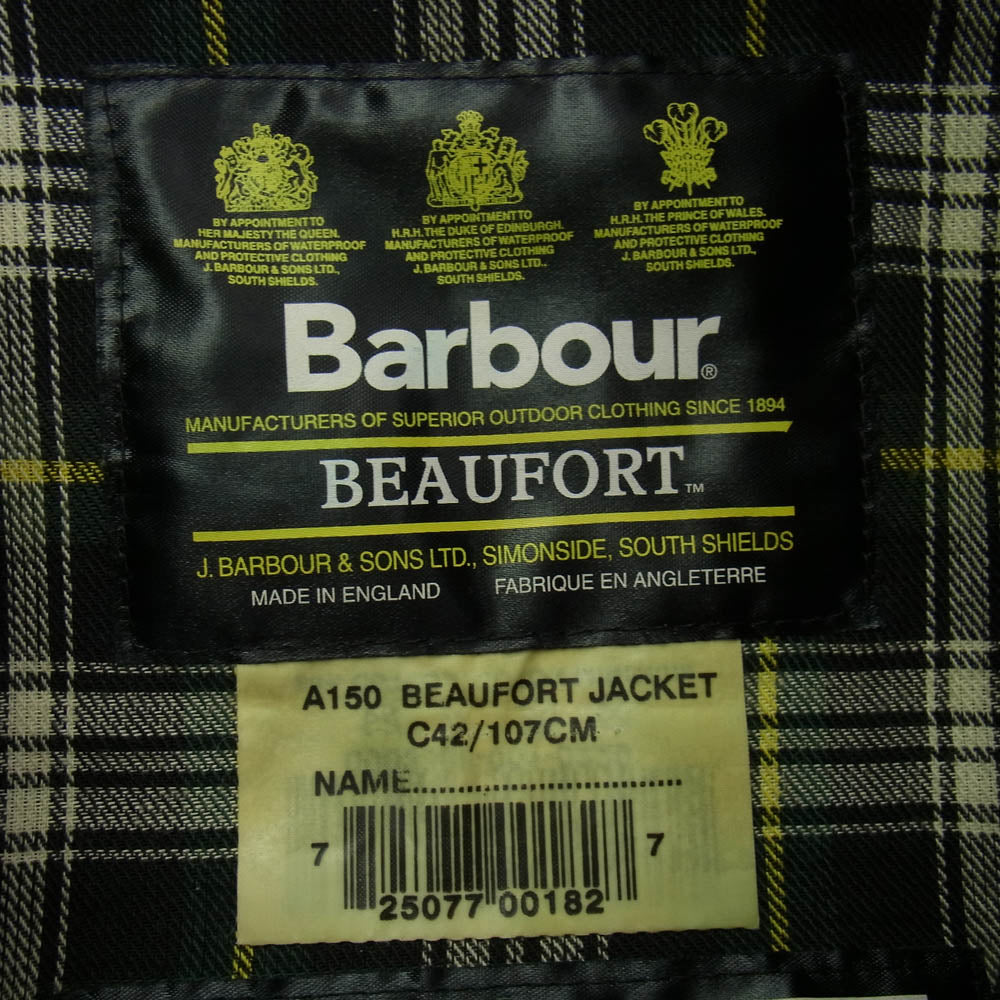 BY APPOINTMENT TO
HER MAJESTY THE QUEEN.
MANUFACTURERS OF WATERPROOF
AND PROTECTIVE CLOTHING
J. BARBOUR & SONS LTD.,
SOUTH SHIELDS.
BY APPOINTMENT TO
H.R.H. THE DUKE OF EDINBURGH.
MANUFACTURERS OF WATERPROOF
AND PROTECTIVE CLOTHING
J. BARBOUR & SONS LTD.,
SOUTH SHIELDS.
BY APPOINTMENT TO
H.R.H. THE PRINCE OF WALES.
MANUFACTURERS OF WATERPROOF
AND PROTECTIVE CLOTHING
J. BARBOUR & SONS LTD.,
SOUTH SHIELDS.
Barbour®
MANUFACTURERS OF SUPERIOR OUTDOOR CLOTHING SINCE 1894
BEAUFORT™
J. BARBOUR & SONS LTD., SIMONSIDE, SOUTH SHIELDS
MADE IN ENGLAND FABRIQUE EN ANGLETERRE
A150 BEAUFORT JACKET
C42/107CM
NAME..............................
7 25077 00182 7